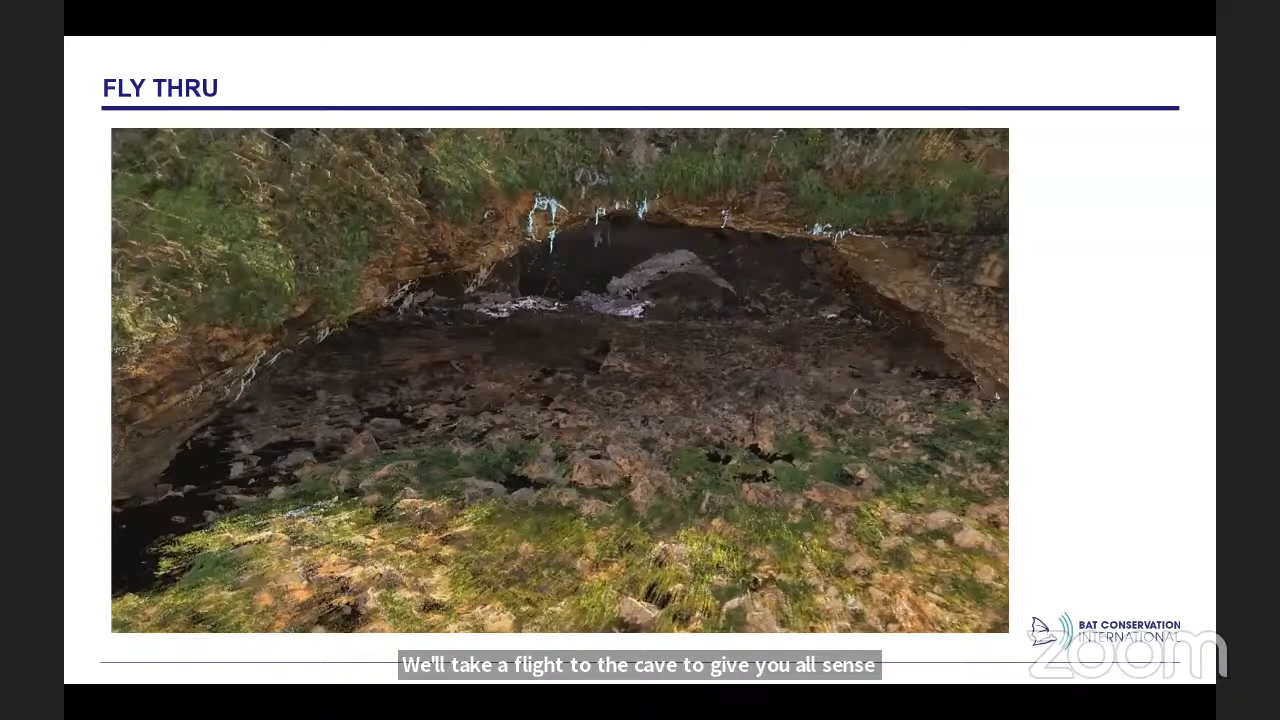 FLY THRU
BAT CONSERVATION
INTERNATIONAL
zoom
We'll take a flight to the cave to give you all sense